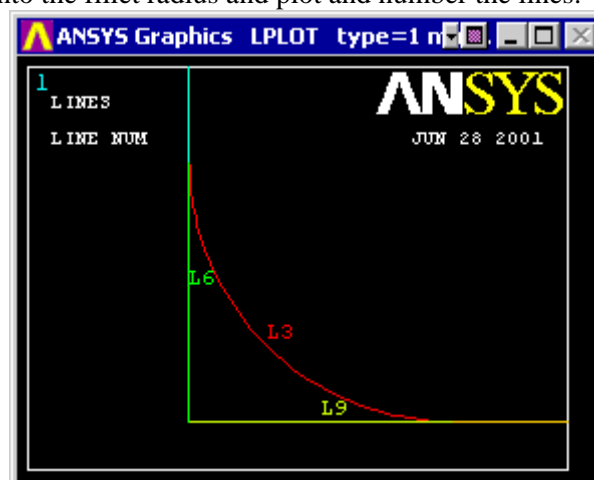 into the fillet radius and plot and number the lines.
ANSYS Graphics LPLOT type=1
1
LINES
LINE NUM
ANSYS
JUN 28 2001
L6
L3
L9